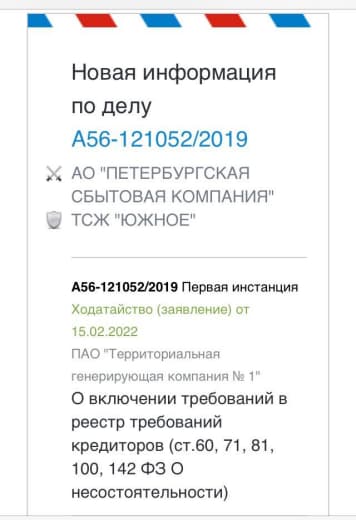 Новая информация
по делу
А56-121052/2019
АО "ПЕТЕРБУРГСКАЯ
СБЫТОВАЯ КОМПАНИЯ"
ТСЖ "ЮЖНОЕ"
А56-121052/2019 Первая инстанция
Ходатайство (заявление) от
15.02.2022
ПАО "Территориальная
генерирующая компания № 1"
О включении требований в
реестр требований
кредиторов (ст.60, 71, 81,
100, 142 ФЗ О
несостоятельности)